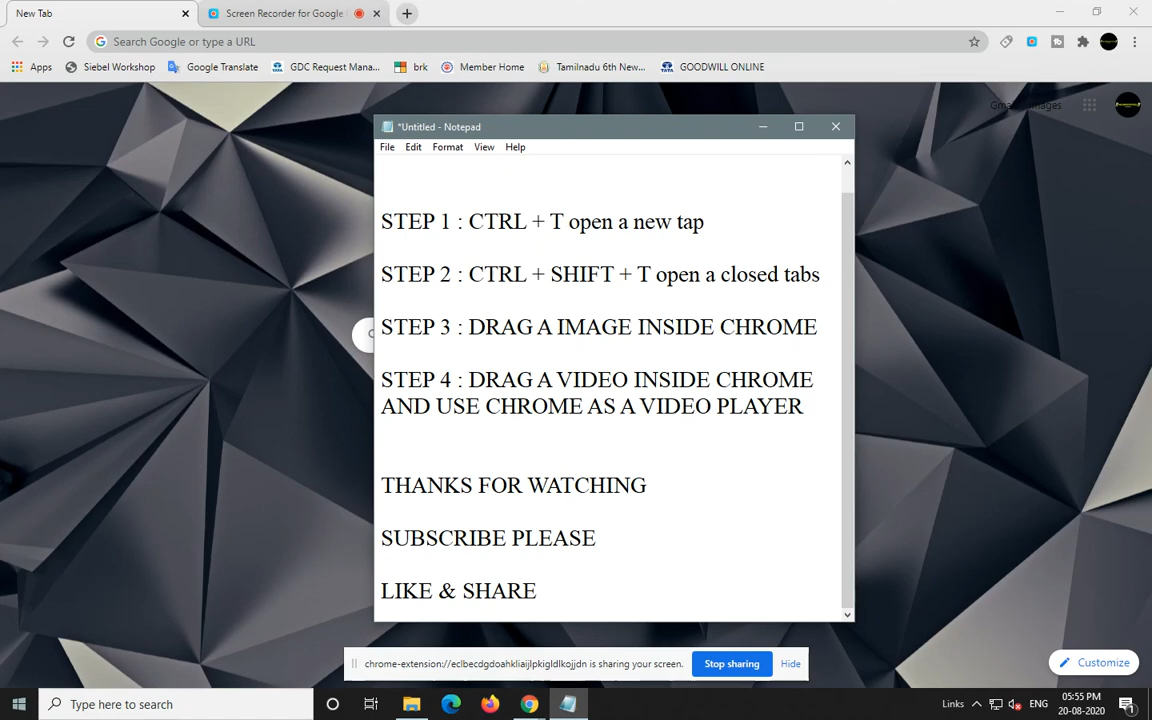 New Tab
Screen Recorder for Google
Search Google or type a URL
Apps
Siebel Workshop
Google Translate
GDC Request Mana...
brk
Member Home
Tamilnadu 6th New...
GOODWILL ONLINE
Images
*Untitled - Notepad
File Edit Format View Help
STEP 1 : CTRL + T open a new tap
STEP 2 : CTRL + SHIFT + T open a closed tabs
STEP 3 : DRAG A IMAGE INSIDE CHROME
STEP 4 : DRAG A VIDEO INSIDE CHROME
AND USE CHROME AS A VIDEO PLAYER
THANKS FOR WATCHING
SUBSCRIBE PLEASE
LIKE & SHARE
chrome-extension://eclbecdgdoahkliaijlpkigldlkojjdn is sharing your screen.
Stop sharing
Hide
Customize
Type here to search
Links
ENG
05:55 PM
20-08-2020